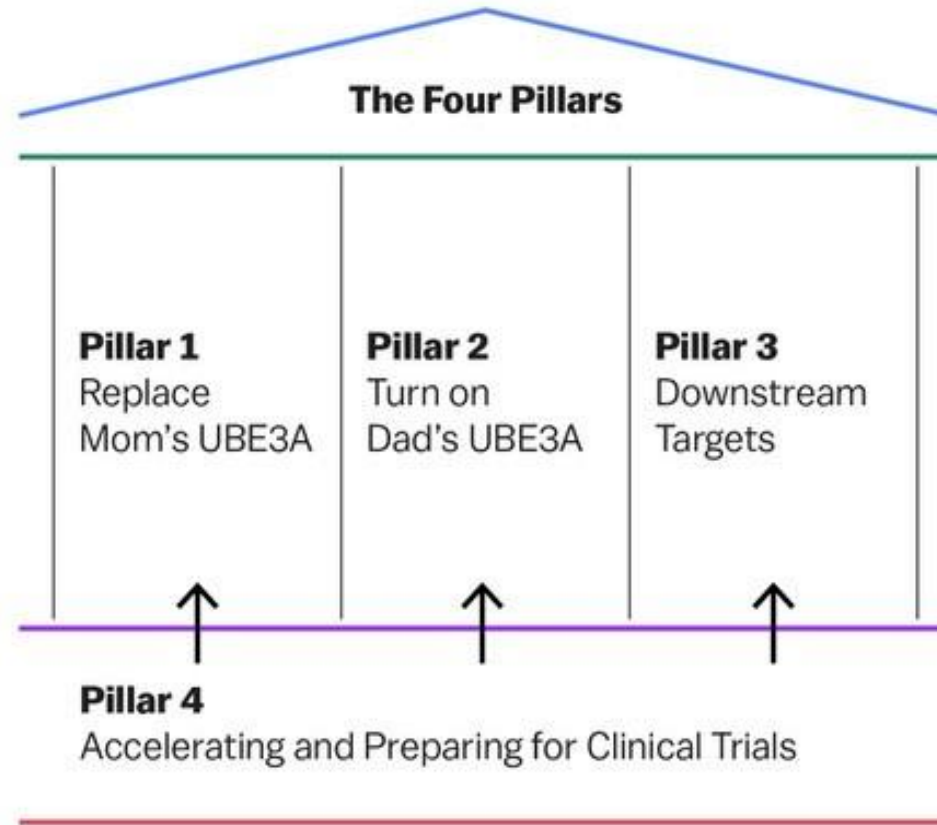 The Four Pillars
Pillar 1
Replace
Mom's UBE3A
Pillar 2
Turn on
Dad's UBE3A
Pillar 3
Downstream
Targets
Pillar 4
Accelerating and Preparing for Clinical Trials